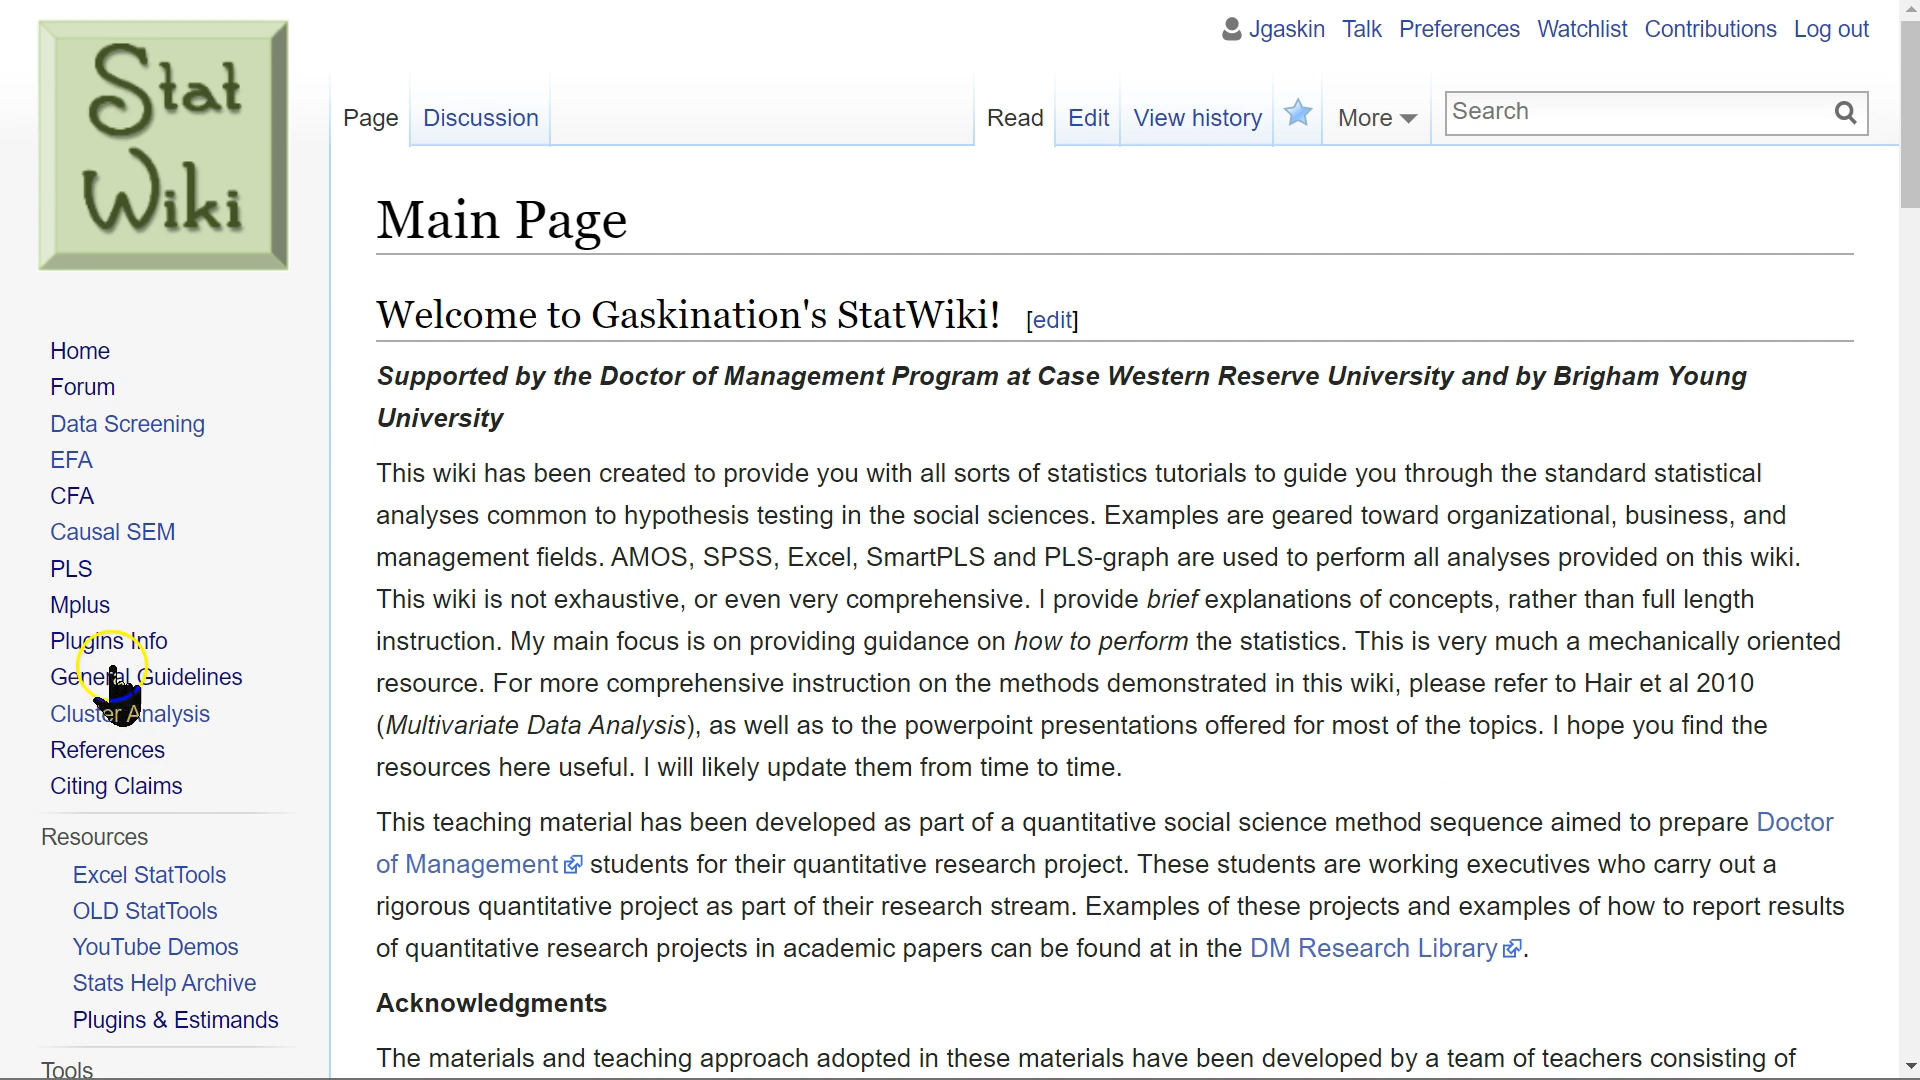 Stat
Wiki
Jgaskin Talk Preferences Watchlist Contributions Log out
Page Discussion Read Edit View history More Search
Main Page
Welcome to Gaskination's StatWiki! [edit]
Supported by the Doctor of Management Program at Case Western Reserve University and by Brigham Young
University
This wiki has been created to provide you with all sorts of statistics tutorials to guide you through the standard statistical
analyses common to hypothesis testing in the social sciences. Examples are geared toward organizational, business, and
management fields. AMOS, SPSS, Excel, SmartPLS and PLS-graph are used to perform all analyses provided on this wiki.
This wiki is not exhaustive, or even very comprehensive. I provide brief explanations of concepts, rather than full length
instruction. My main focus is on providing guidance on how to perform the statistics. This is very much a mechanically oriented
resource. For more comprehensive instruction on the methods demonstrated in this wiki, please refer to Hair et al 2010
(Multivariate Data Analysis), as well as to the powerpoint presentations offered for most of the topics. I hope you find the
resources here useful. I will likely update them from time to time.
This teaching material has been developed as part of a quantitative social science method sequence aimed to prepare Doctor
of Management students for their quantitative research project. These students are working executives who carry out a
rigorous quantitative project as part of their research stream. Examples of these projects and examples of how to report results
of quantitative research projects in academic papers can be found at in the DM Research Library.
Acknowledgments
The materials and teaching approach adopted in these materials have been developed by a team of teachers consisting of
Home
Forum
Data Screening
EFA
CFA
Causal SEM
PLS
Mplus
Plugins Info
General Guidelines
Cluster Analysis
References
Citing Claims
Resources
Excel StatTools
OLD StatTools
YouTube Demos
Stats Help Archive
Plugins & Estimands
Tools